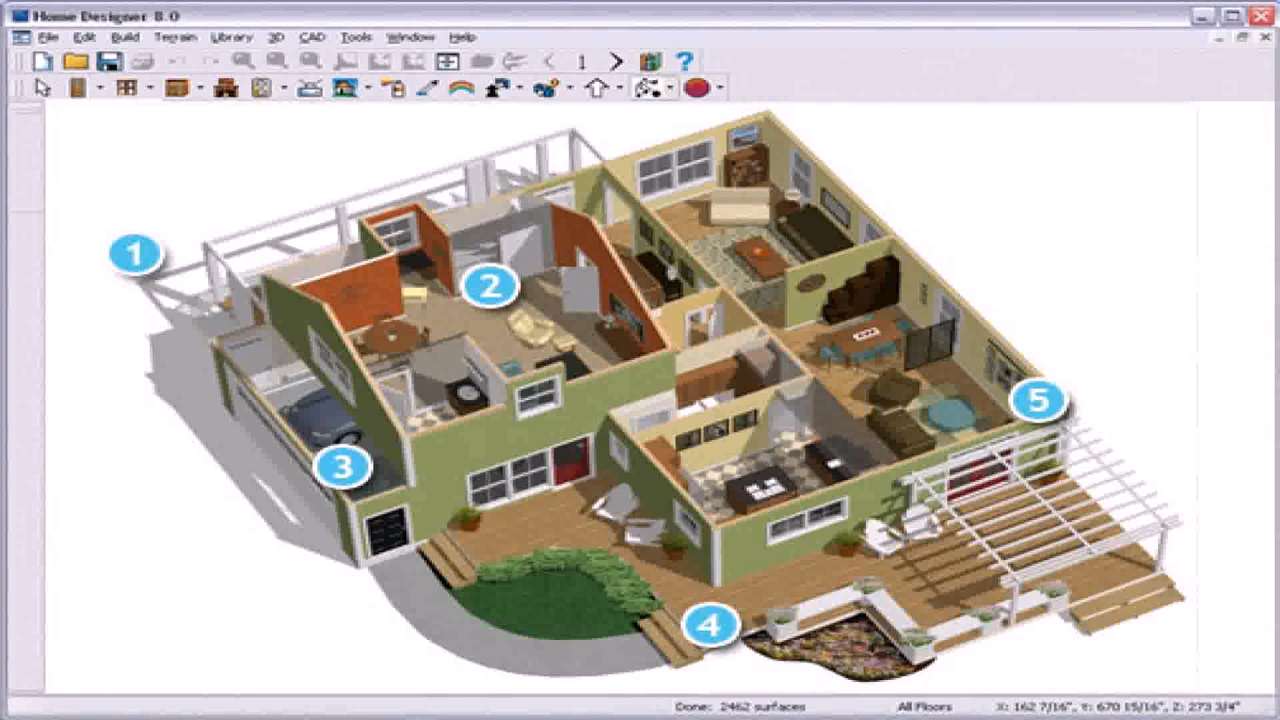 Home Designer 8.0
File Edit Build Terrain Library 3D CAD Tools Window Help
1 ?
1
2
3
4
5
Done: 2462 surfaces All Floors X: 162 7/16", Y: 670 15/16", Z: 273 3/4"